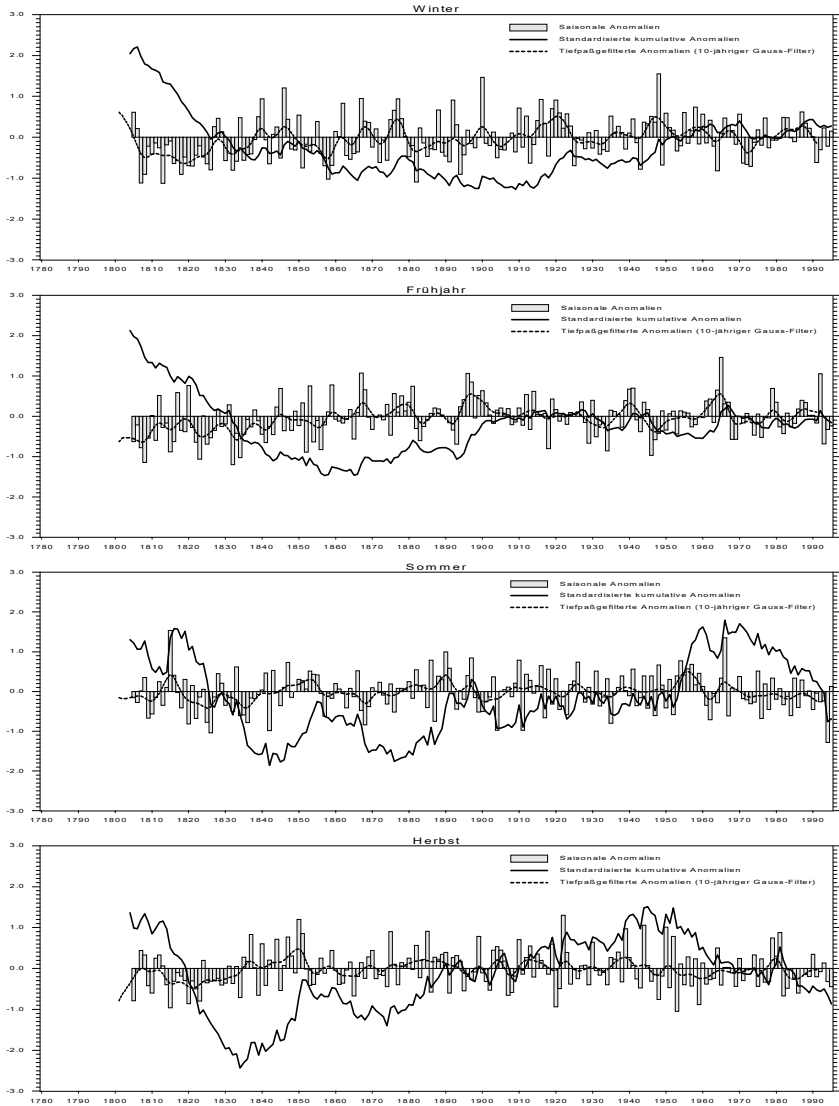 Winter
3.0
Saisonale Anomalien
Standardisierte kumulative Anomalien
Tiefpaßgefilterte Anomalien (10-jähriger Gauss-Filter)
2.0
1.0
0.0
-1.0
-2.0
-3.0
1780 1790 1800 1810 1820 1830 1840 1850 1860 1870 1880 1890 1900 1910 1920 1930 1940 1950 1960 1970 1980 1990
Frühjahr
3.0
Saisonale Anomalien
Standardisierte kumulative Anomalien
Tiefpaßgefilterte Anomalien (10-jähriger Gauss-Filter)
2.0
1.0
0.0
-1.0
-2.0
-3.0
1780 1790 1800 1810 1820 1830 1840 1850 1860 1870 1880 1890 1900 1910 1920 1930 1940 1950 1960 1970 1980 1990
Sommer
3.0
Saisonale Anomalien
Standardisierte kumulative Anomalien
Tiefpaßgefilterte Anomalien (10-jähriger Gauss-Filter)
2.0
1.0
0.0
-1.0
-2.0
-3.0
1780 1790 1800 1810 1820 1830 1840 1850 1860 1870 1880 1890 1900 1910 1920 1930 1940 1950 1960 1970 1980 1990
Herbst
3.0
Saisonale Anomalien
Standardisierte kumulative Anomalien
Tiefpaßgefilterte Anomalien (10-jähriger Gauss-Filter)
2.0
1.0
0.0
-1.0
-2.0
-3.0
1780 1790 1800 1810 1820 1830 1840 1850 1860 1870 1880 1890 1900 1910 1920 1930 1940 1950 1960 1970 1980 1990